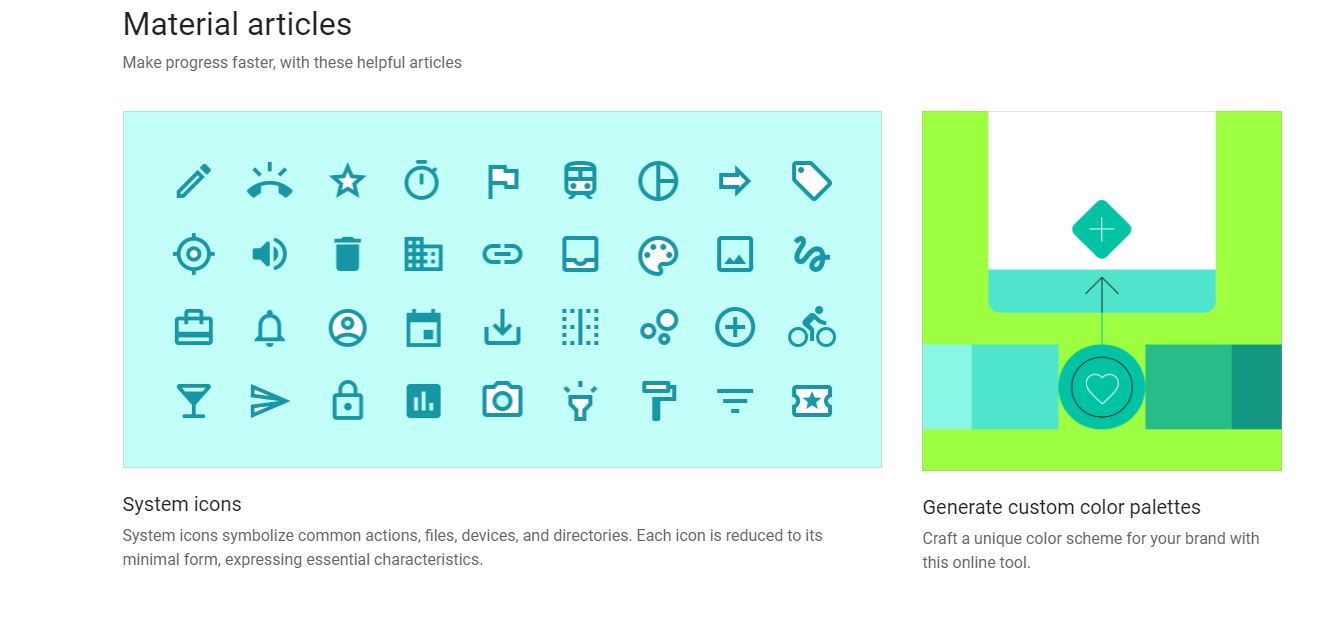 Material articles
Make progress faster, with these helpful articles
System icons
System icons symbolize common actions, files, devices, and directories. Each icon is reduced to its
minimal form, expressing essential characteristics.
Generate custom color palettes
Craft a unique color scheme for your brand with
this online tool.